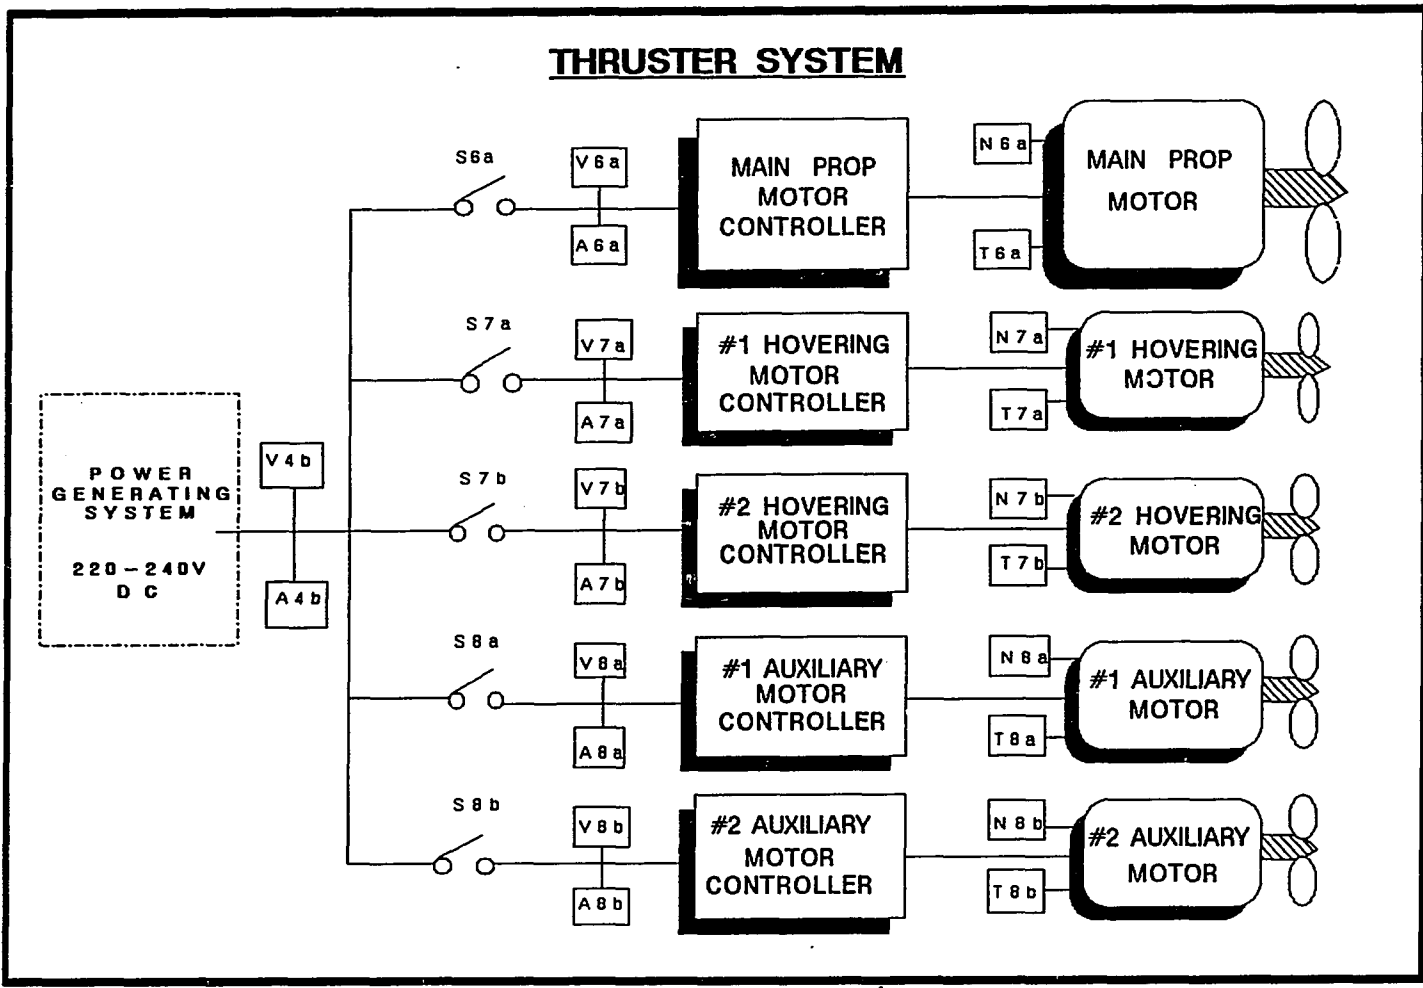 THRUSTER SYSTEM
S6a
V6a
A6a
MAIN PROP
MOTOR
CONTROLLER
N6a
T6a
MAIN PROP
MOTOR
S7a
V7a
A7a
#1 HOVERING
MOTOR
CONTROLLER
N7a
T7a
#1 HOVERING
MOTOR
POWER
GENERATING
SYSTEM
220-240V
DC
V4b
A4b
S7b
V7b
A7b
#2 HOVERING
MOTOR
CONTROLLER
N7b
T7b
#2 HOVERING
MOTOR
S8a
V8a
A8a
#1 AUXILIARY
MOTOR
CONTROLLER
N8a
T8a
#1 AUXILIARY
MOTOR
S8b
V8b
A8b
#2 AUXILIARY
MOTOR
CONTROLLER
N8b
T8b
#2 AUXILIARY
MOTOR